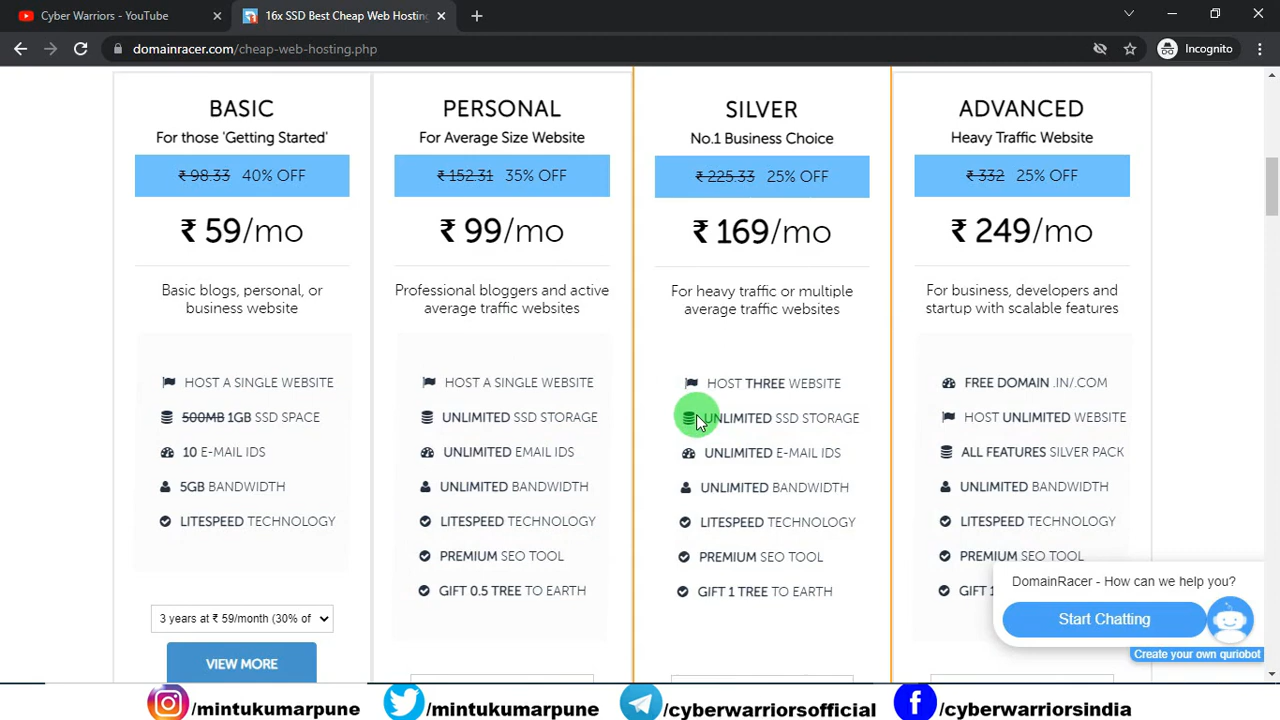 Cyber Warriors - YouTube
16x SSD Best Cheap Web Hosting
domainracer.com/cheap-web-hosting.php
Incognito
BASIC
For those 'Getting Started'
₹ 98.33 40% OFF
₹ 59/mo
Basic blogs, personal, or
business website
HOST A SINGLE WEBSITE
500MB 1GB SSD SPACE
10 E-MAIL IDS
5GB BANDWIDTH
LITESPEED TECHNOLOGY
3 years at ₹ 59/month (30% of
VIEW MORE
PERSONAL
For Average Size Website
₹ 152.31 35% OFF
₹ 99/mo
Professional bloggers and active
average traffic websites
HOST A SINGLE WEBSITE
UNLIMITED SSD STORAGE
UNLIMITED EMAIL IDS
UNLIMITED BANDWIDTH
LITESPEED TECHNOLOGY
PREMIUM SEO TOOL
GIFT 0.5 TREE TO EARTH
SILVER
No.1 Business Choice
₹ 225.33 25% OFF
₹ 169/mo
For heavy traffic or multiple
average traffic websites
HOST THREE WEBSITE
UNLIMITED SSD STORAGE
UNLIMITED E-MAIL IDS
UNLIMITED BANDWIDTH
LITESPEED TECHNOLOGY
PREMIUM SEO TOOL
GIFT 1 TREE TO EARTH
ADVANCED
Heavy Traffic Website
₹ 332 25% OFF
₹ 249/mo
For business, developers and
startup with scalable features
FREE DOMAIN .IN/.COM
HOST UNLIMITED WEBSITE
ALL FEATURES SILVER PACK
UNLIMITED BANDWIDTH
LITESPEED TECHNOLOGY
PREMIUM SEO TOOL
DomainRacer - How can we help you?
Start Chatting
Create your own quriobot
/mintukumarpune
/mintukumarpune
/cyberwarriorsofficial
/cyberwarriorsindia